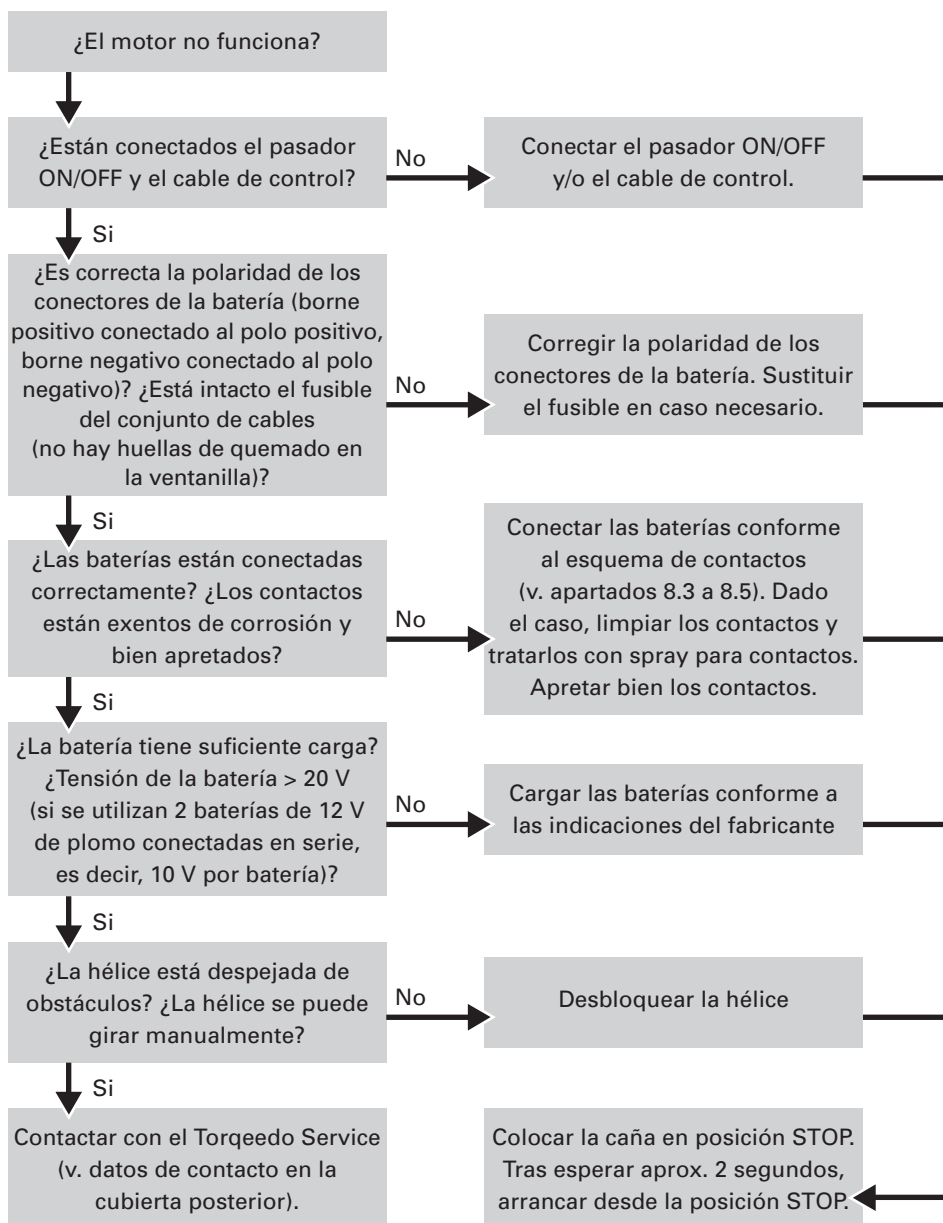 ¿El motor no funciona?
¿Están conectados el pasador
ON/OFF y el cable de control?
No
Conectar el pasador ON/OFF
y/o el cable de control.
Si
¿Es correcta la polaridad de los
conectores de la batería (borne
positivo conectado al polo positivo,
borne negativo conectado al polo
negativo)? ¿Está intacto el fusible
del conjunto de cables
(no hay huellas de quemado en
la ventanilla)?
No
Corregir la polaridad de los
conectores de la batería. Sustituir
el fusible en caso necesario.
Si
¿Las baterías están conectadas
correctamente? ¿Los contactos
están exentos de corrosión y
bien apretados?
No
Conectar las baterías conforme
al esquema de contactos
(v. apartados 8.3 a 8.5). Dado
el caso, limpiar los contactos y
tratarlos con spray para contactos.
Apretar bien los contactos.
Si
¿La batería tiene suficiente carga?
¿Tensión de la batería > 20 V
(si se utilizan 2 baterías de 12 V
de plomo conectadas en serie,
es decir, 10 V por batería)?
No
Cargar las baterías conforme a
las indicaciones del fabricante
Si
¿La hélice está despejada de
obstáculos? ¿La hélice se puede
girar manualmente?
No
Desbloquear la hélice
Si
Contactar con el Torqeedo Service
(v. datos de contacto en la
cubierta posterior).
Colocar la caña en posición STOP.
Tras esperar aprox. 2 segundos,
arrancar desde la posición STOP.